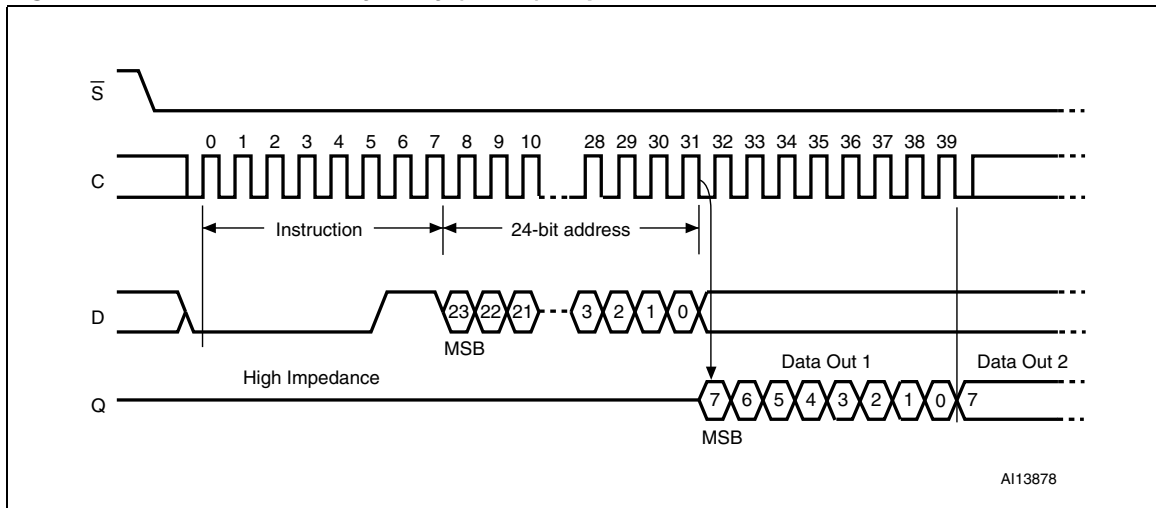 S
0 1 2 3 4 5 6 7 8 9 10 28 29 30 31 32 33 34 35 36 37 38 39
C
Instruction 24-bit address
D 23 22 21 3 2 1 0
MSB
Data Out 1 Data Out 2
High Impedance
Q 7 6 5 4 3 2 1 0 7
MSB
AI13878